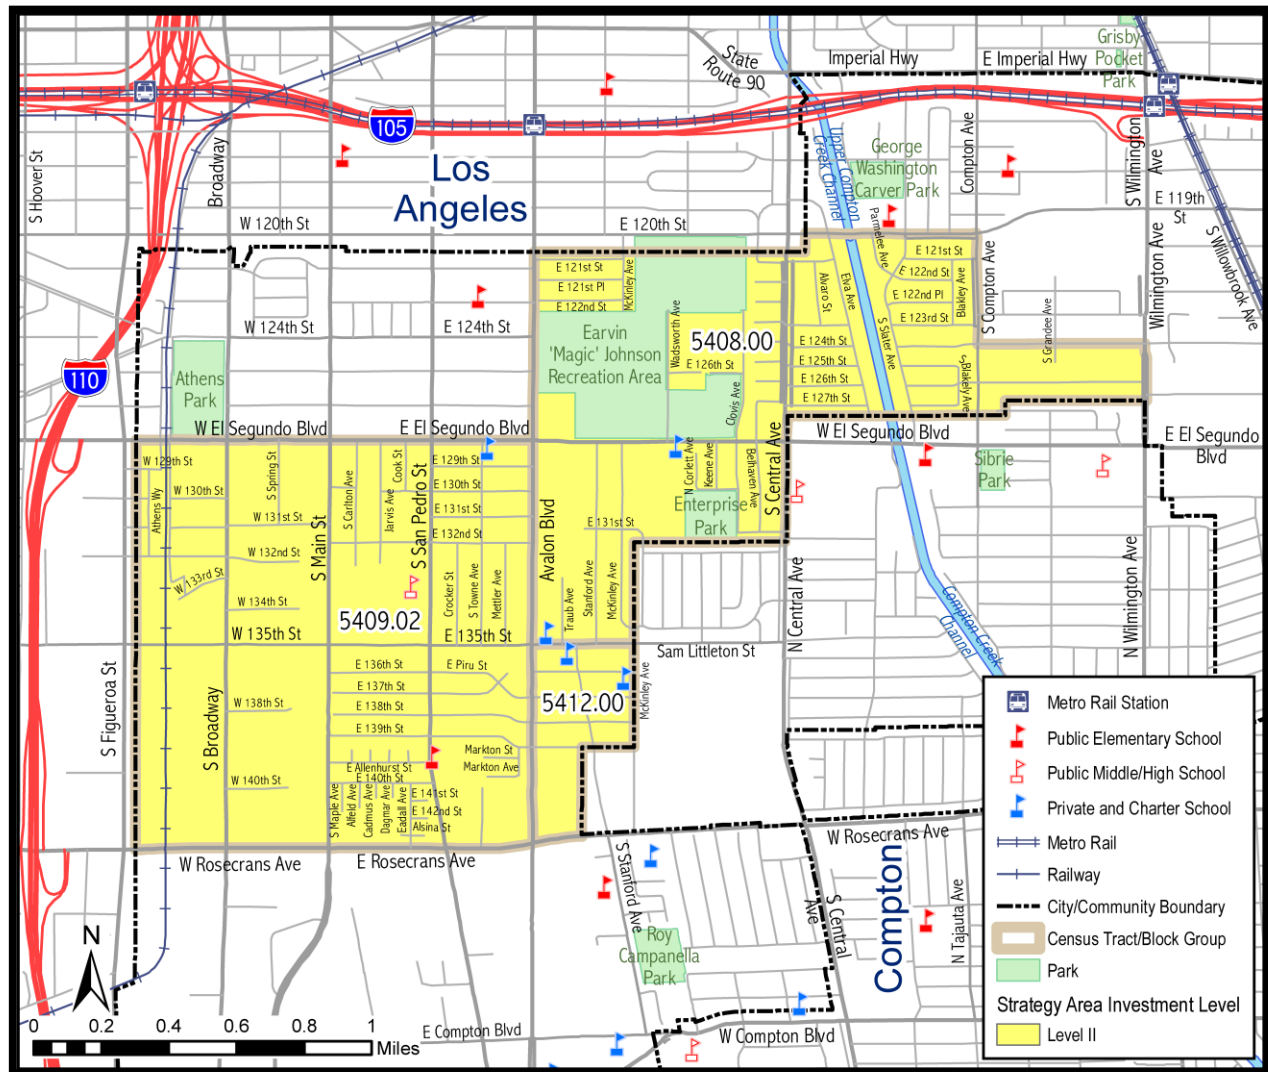 Grisby
Pocket
Park
State
Route 90
Imperial Hwy
E Imperial Hwy
105
Los
Angeles
S Hoover St
Broadway
Upper Compton
Creek Channel
George
Washington
Carver Park
Compton Ave
S Wilmington
Ave
E 119th
St
S Willowbrook Ave
W 120th St
E 120th St
Parmelee Ave
E 121st St
E 121st Pl
E 122nd St
McKinley Ave
E 121st St
E 122nd St
E 122nd Pl
E 123rd St
Blakley Ave
S Compton Ave
Wilmington Ave
S Grandee Ave
Alvaro St
Elva Ave
S Slater Ave
W 124th St
E 124th St
Earvin
'Magic' Johnson
Recreation Area
Wadsworth Ave
5408.00
E 126th St
Clovis Ave
E 124th St
E 125th St
E 126th St
E 127th St
S Blakely Ave
110
Athens
Park
W El Segundo Blvd
E El Segundo Blvd
W El Segundo Blvd
E El Segundo
Blvd
W 129th St
W 130th St
Athens Wy
S Spring St
W 131st St
W 132nd St
W 133rd St
W 134th St
W 135th St
S Main St
S Carlton Ave
Jarvis Ave
Cook St
S San Pedro St
E 129th St
E 130th St
E 131st St
E 132nd St
Crocker St
S Towne Ave
Mettler Ave
5409.02
E 135th St
Avalon Blvd
Traub Ave
Stanford Ave
McKinley Ave
E 131st St
N Corlett Ave
Keene Ave
Belhaven Ave
Enterprise
Park
S Central Ave
Sibrie
Park
N Central Ave
N Wilmington Ave
Compton Creek
Channel
Sam Littleton St
McKinley Ave
5412.00
E 136th St
E Piru St
E 137th St
E 138th St
E 139th St
Markton St
Markton Ave
E Allenhurst St
E 140th St
E 141st St
E 142nd St
Alsina St
S Maple Ave
Alfeld Ave
Cadmus Ave
Dagmar Ave
Eadall Ave
S Figueroa St
S Broadway
W 138th St
W 140th St
W Rosecrans Ave
E Rosecrans Ave
W Rosecrans Ave
S Stanford Ave
Roy
Campanella
Park
S Central
Ave
Compton
N Tajauta Ave
E Compton Blvd
W Compton Blvd
N
0 0.2 0.4 0.6 0.8 1
Miles
Metro Rail Station
Public Elementary School
Public Middle/High School
Private and Charter School
Metro Rail
Railway
City/Community Boundary
Census Tract/Block Group
Park
Strategy Area Investment Level
Level II